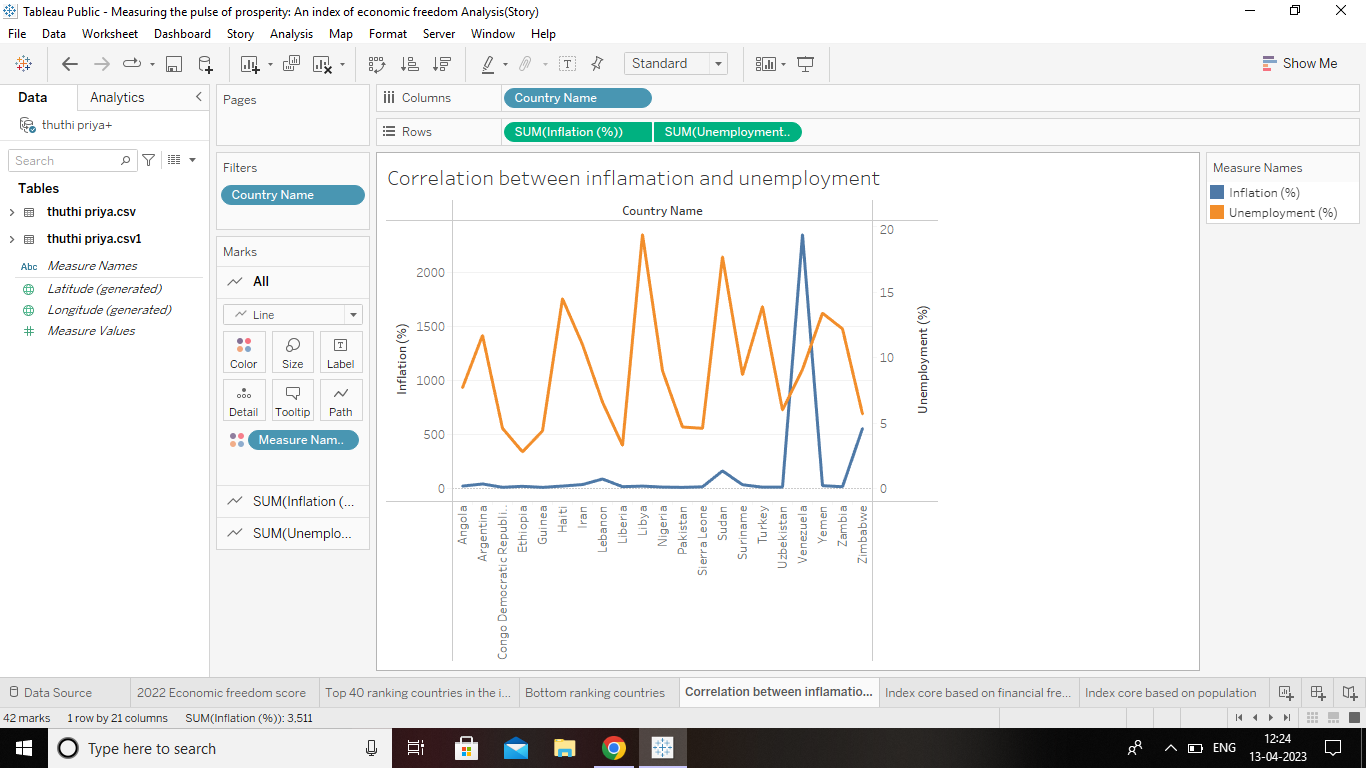 Tableau Public - Measuring the pulse of prosperity: An index of economic freedom Analysis(Story)
File Data Worksheet Dashboard Story Analysis Map Format Server Window Help
Standard
Show Me
Data Analytics
thuthi priya+
Search
Tables
thuthi priya.csv
thuthi priya.csv1
Abc Measure Names
Latitude (generated)
Longitude (generated)
Measure Values
Pages
Filters
Country Name
Marks
All
Line
Color Size Label
Detail Tooltip Path
Measure Nam..
SUM(Inflation (...
SUM(Unemplo...
Columns Country Name
Rows SUM(Inflation (%)) SUM(Unemployment..
Correlation between inflamation and unemployment
Country Name
Inflation (%)
2000
1500
1000
500
0
20
15
10
5
0
Unemployment (%)
Angola
Argentina
Congo Democratic Republi..
Ethiopia
Guinea
Haiti
Iran
Lebanon
Liberia
Libya
Nigeria
Pakistan
Sierra Leone
Sudan
Suriname
Turkey
Uzbekistan
Venezuela
Yemen
Zambia
Zimbabwe
Measure Names
Inflation (%)
Unemployment (%)
Data Source 2022 Economic freedom score Top 40 ranking countries in the i... Bottom ranking countries Correlation between inflamatio... Index core based on financial fre... Index core based on population
42 marks 1 row by 21 columns SUM(Inflation (%)): 3,511
Type here to search
ENG
12:24
13-04-2023